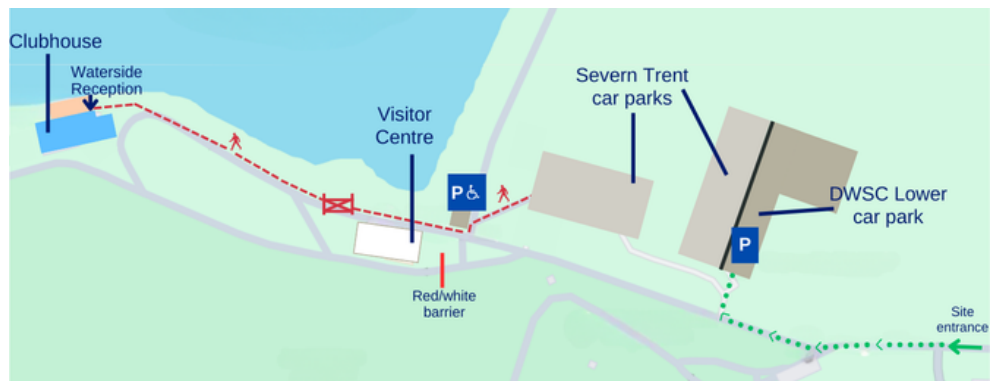 Clubhouse
Waterside
Reception
Visitor
Centre
P
Severn Trent
car parks
DWSC Lower
car park
P
Red/white
barrier
Site
entrance